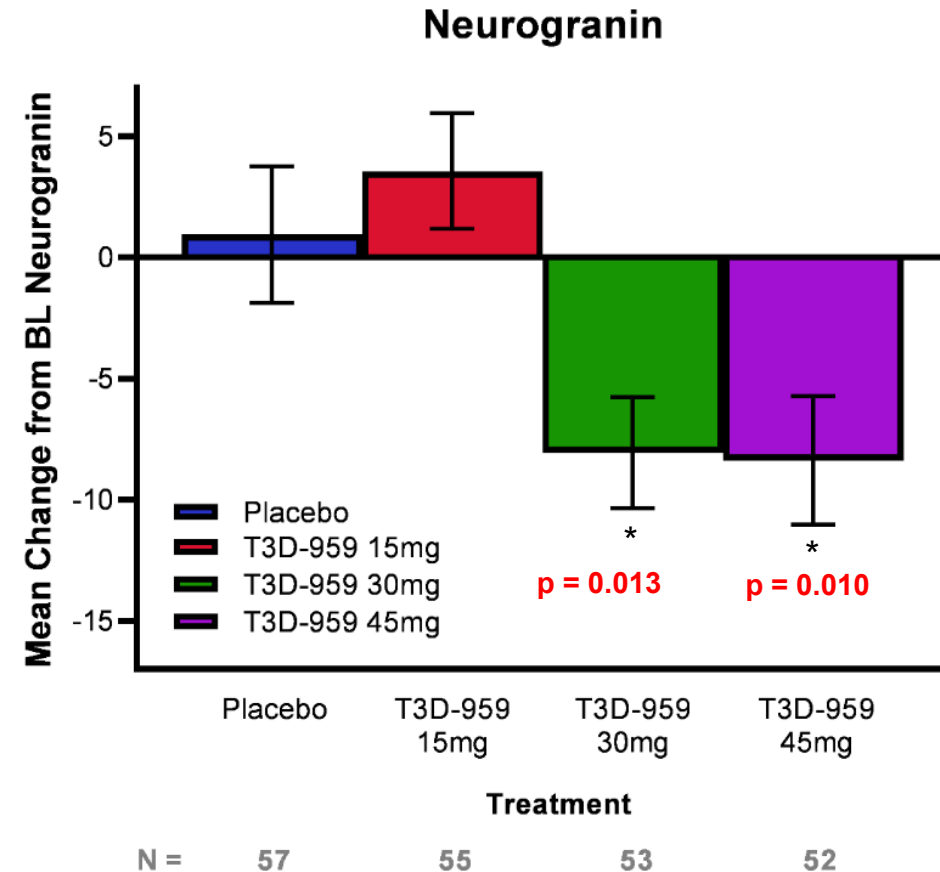 Neurogranin
Mean Change from BL Neurogranin
5
0
-5
-10
-15
Placebo
T3D-959 15mg
T3D-959 30mg
T3D-959 45mg
*
*
p = 0.013
p = 0.010
Placebo
T3D-959
15mg
T3D-959
30mg
T3D-959
45mg
Treatment
N = 57 55 53 52